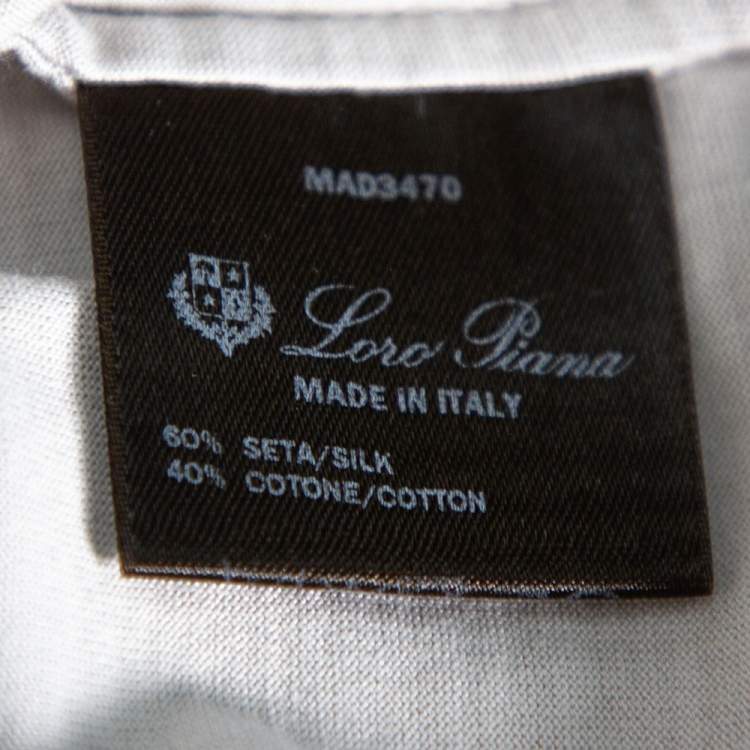 MAD3470
Loro Piana
MADE IN ITALY
60% SETA/SILK
40% COTONE/COTTON